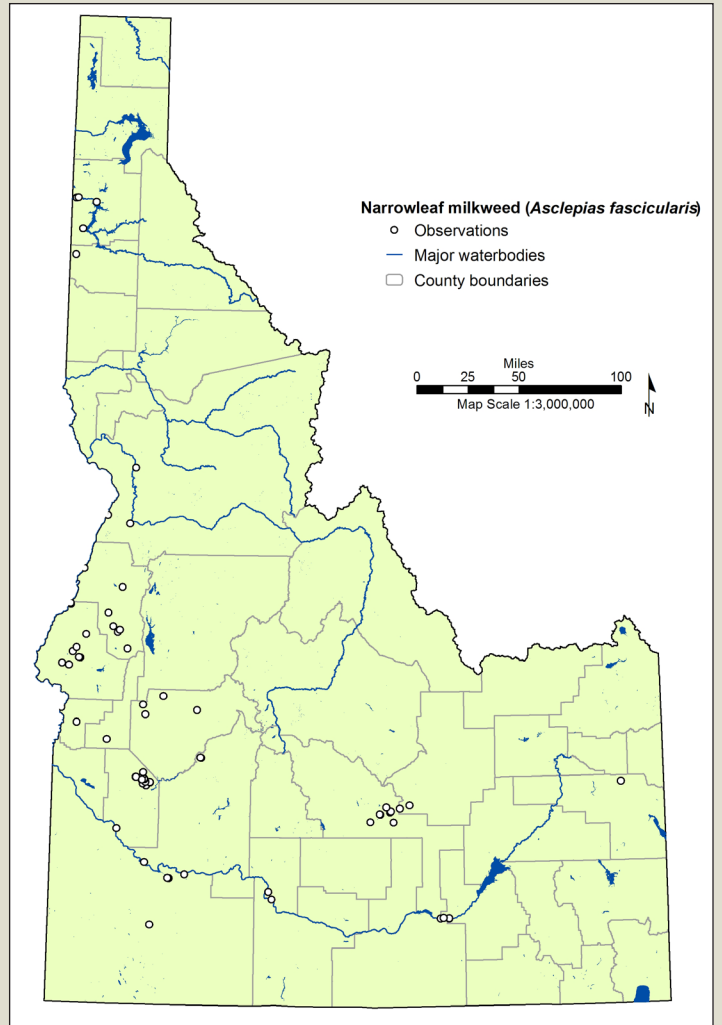 Narrowleaf milkweed (Asclepias fascicularis)
Observations
Major waterbodies
County boundaries
Miles
0 25 50 100
Map Scale 1:3,000,000
N